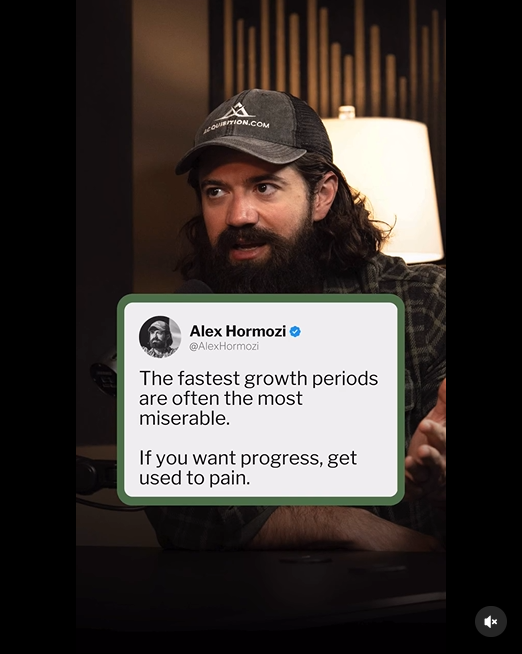 ACQUISITION.COM
Alex Hormozi
@AlexHormozi
The fastest growth periods
are often the most
miserable.
If you want progress, get
used to pain.